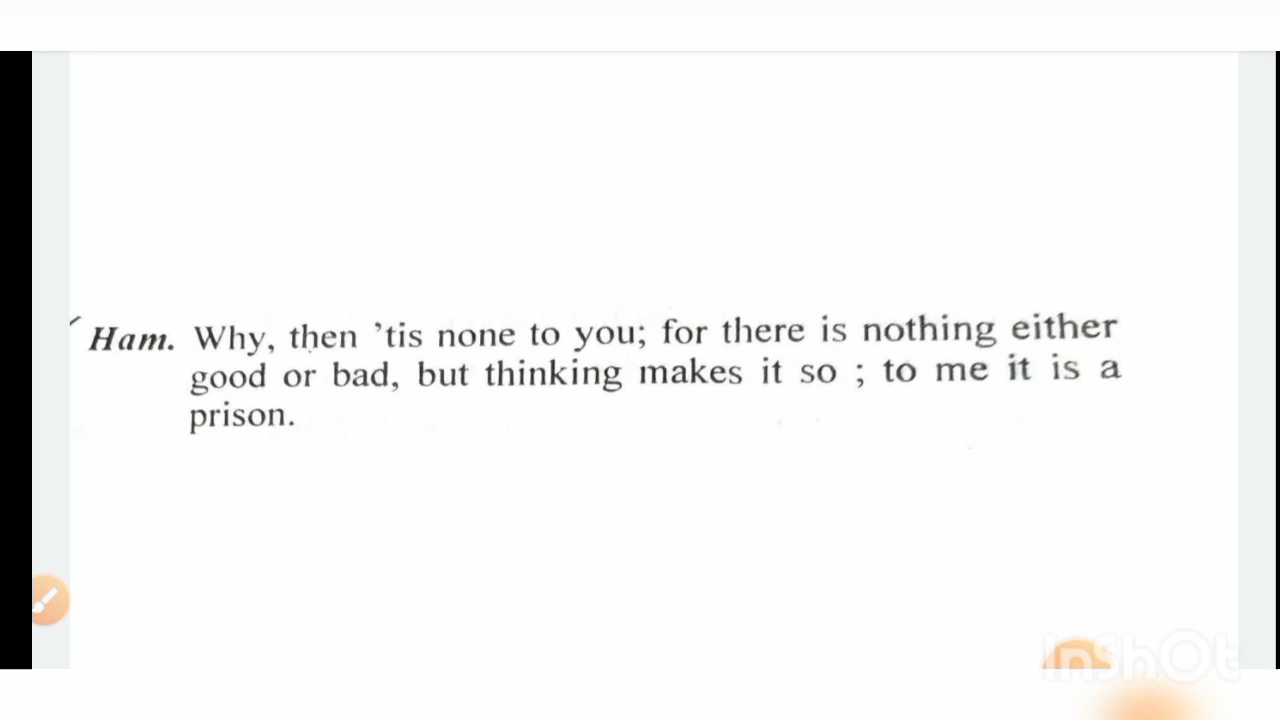 Ham. Why, then ’tis none to you; for there is nothing either
good or bad, but thinking makes it so ; to me it is a
prison.
InShOt